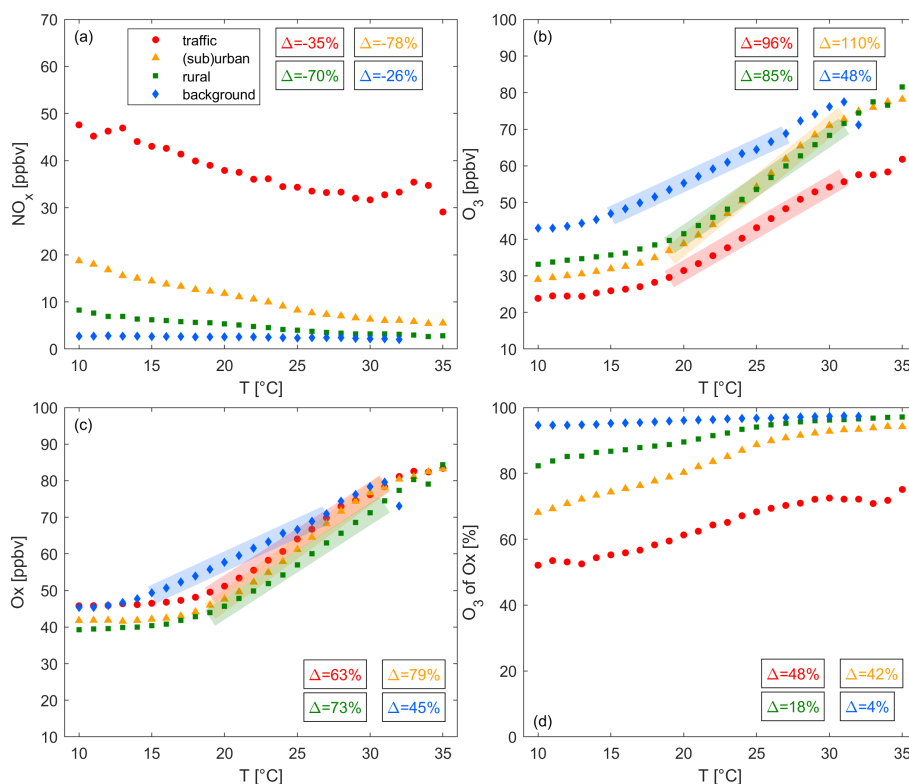 (a)
traffic
(sub)urban
rural
background
Δ=-35%
Δ=-78%
Δ=-70%
Δ=-26%
NOx [ppbv]
70
60
50
40
30
20
10
0
10 15 20 25 30 35
T [°C]
(b)
Δ=96%
Δ=110%
Δ=85%
Δ=48%
O3 [ppbv]
100
90
80
70
60
50
40
30
20
10
10 15 20 25 30 35
T [°C]
(c)
Ox [ppbv]
100
90
80
70
60
50
40
30
20
10
Δ=63%
Δ=79%
Δ=73%
Δ=45%
10 15 20 25 30 35
T [°C]
O3 of Ox [%]
100
80
60
40
20
0
Δ=48%
Δ=42%
Δ=18%
Δ=4%
(d)
10 15 20 25 30 35
T [°C]